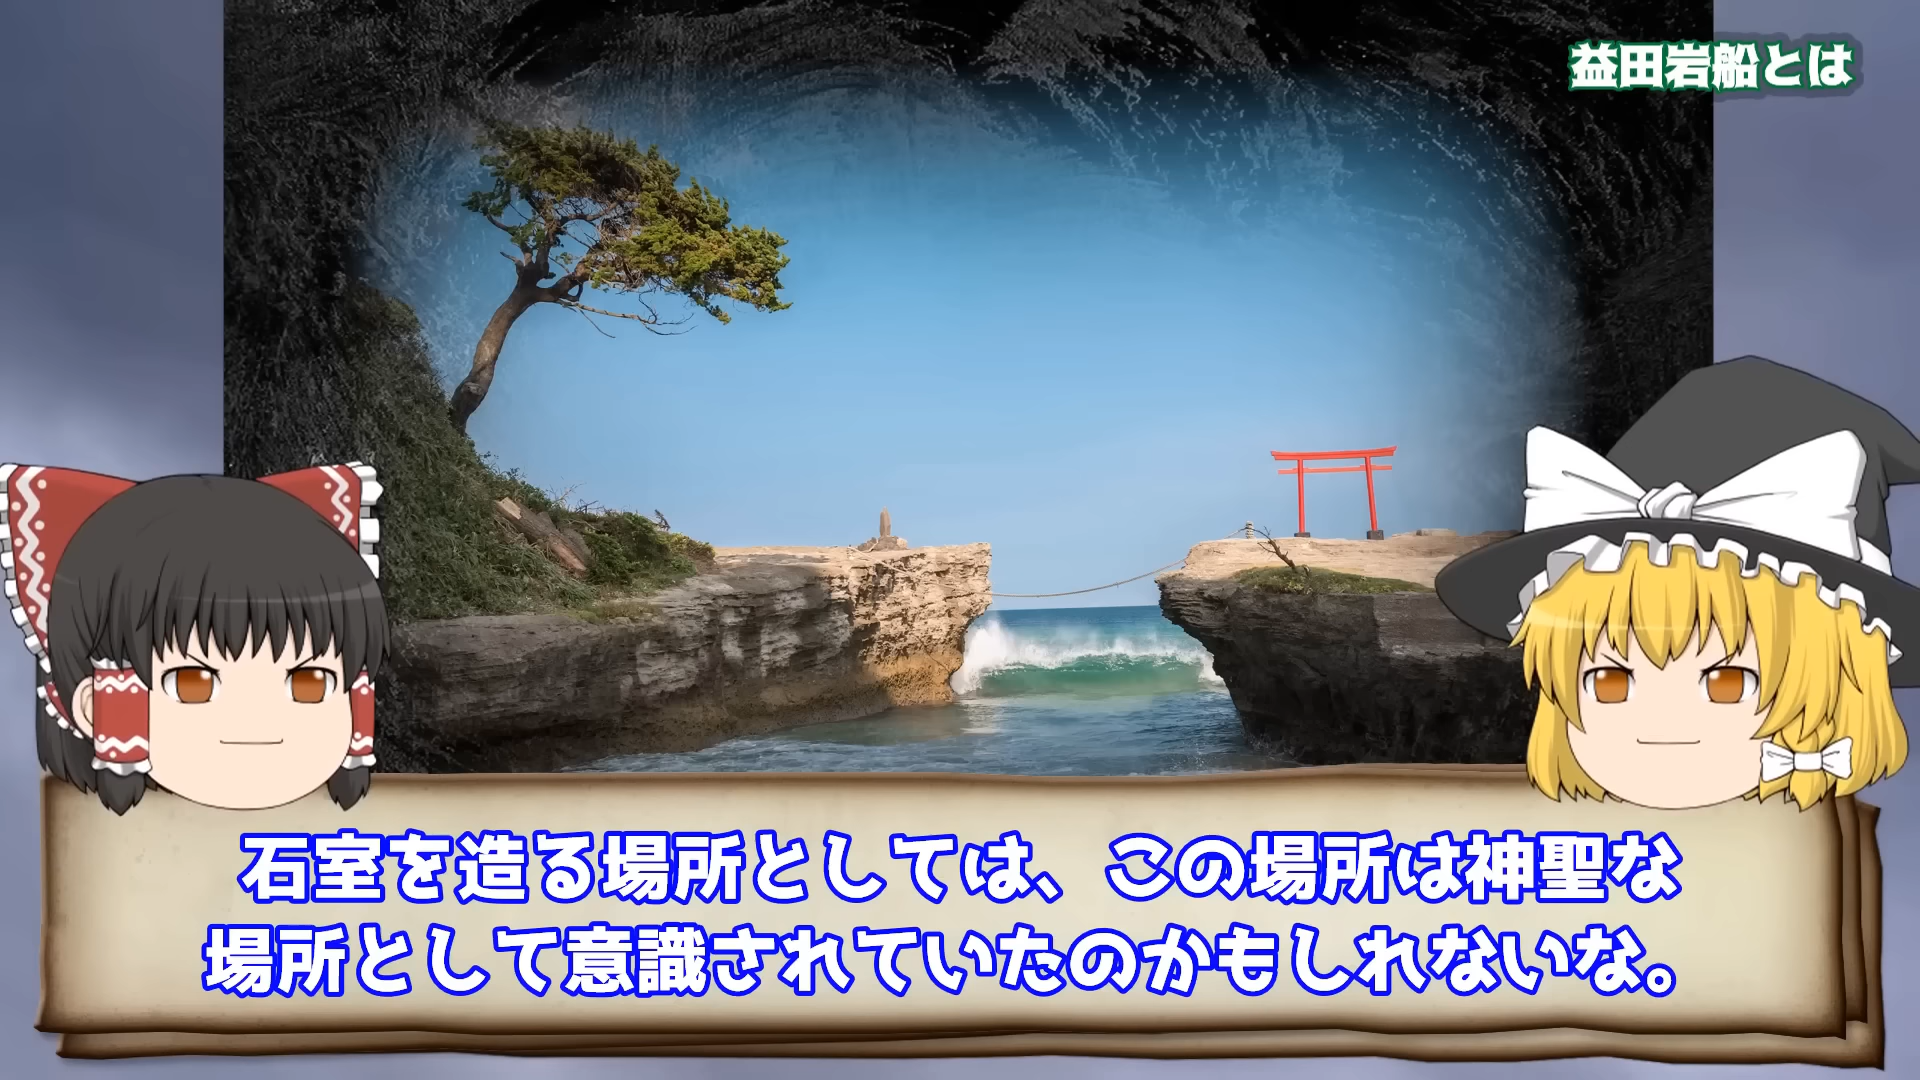 益田岩船とは
石室を造る場所としては、この場所は神聖な
場所として意識されていたのかもしれないな。